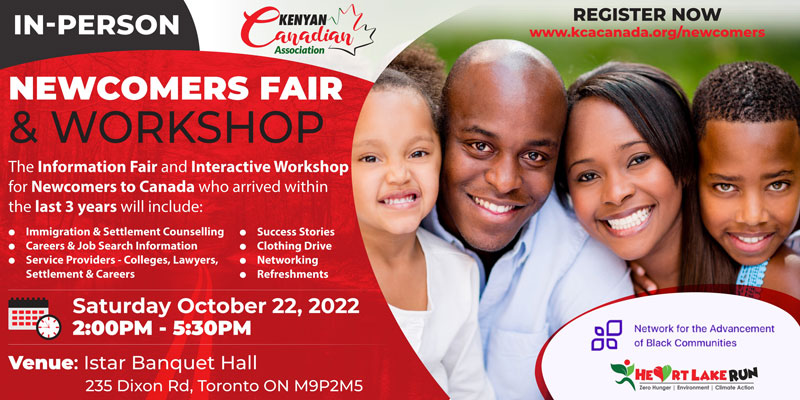 IN-PERSON
KENYAN
Canadian
Association
REGISTER NOW
www.kcacanada.org/newcomers
NEWCOMERS FAIR
& WORKSHOP
The Information Fair and Interactive Workshop
for Newcomers to Canada who arrived within
the last 3 years will include:
• Immigration & Settlement Counselling
• Careers & Job Search Information
• Service Providers - Colleges, Lawyers,
Settlement & Careers
• Success Stories
• Clothing Drive
• Networking
• Refreshments
Saturday October 22, 2022
2:00PM - 5:30PM
Venue: Istar Banquet Hall
235 Dixon Rd, Toronto ON M9P2M5
Network for the Advancement
of Black Communities
HEART LAKE RUN
Zero Hunger | Environment | Climate Action